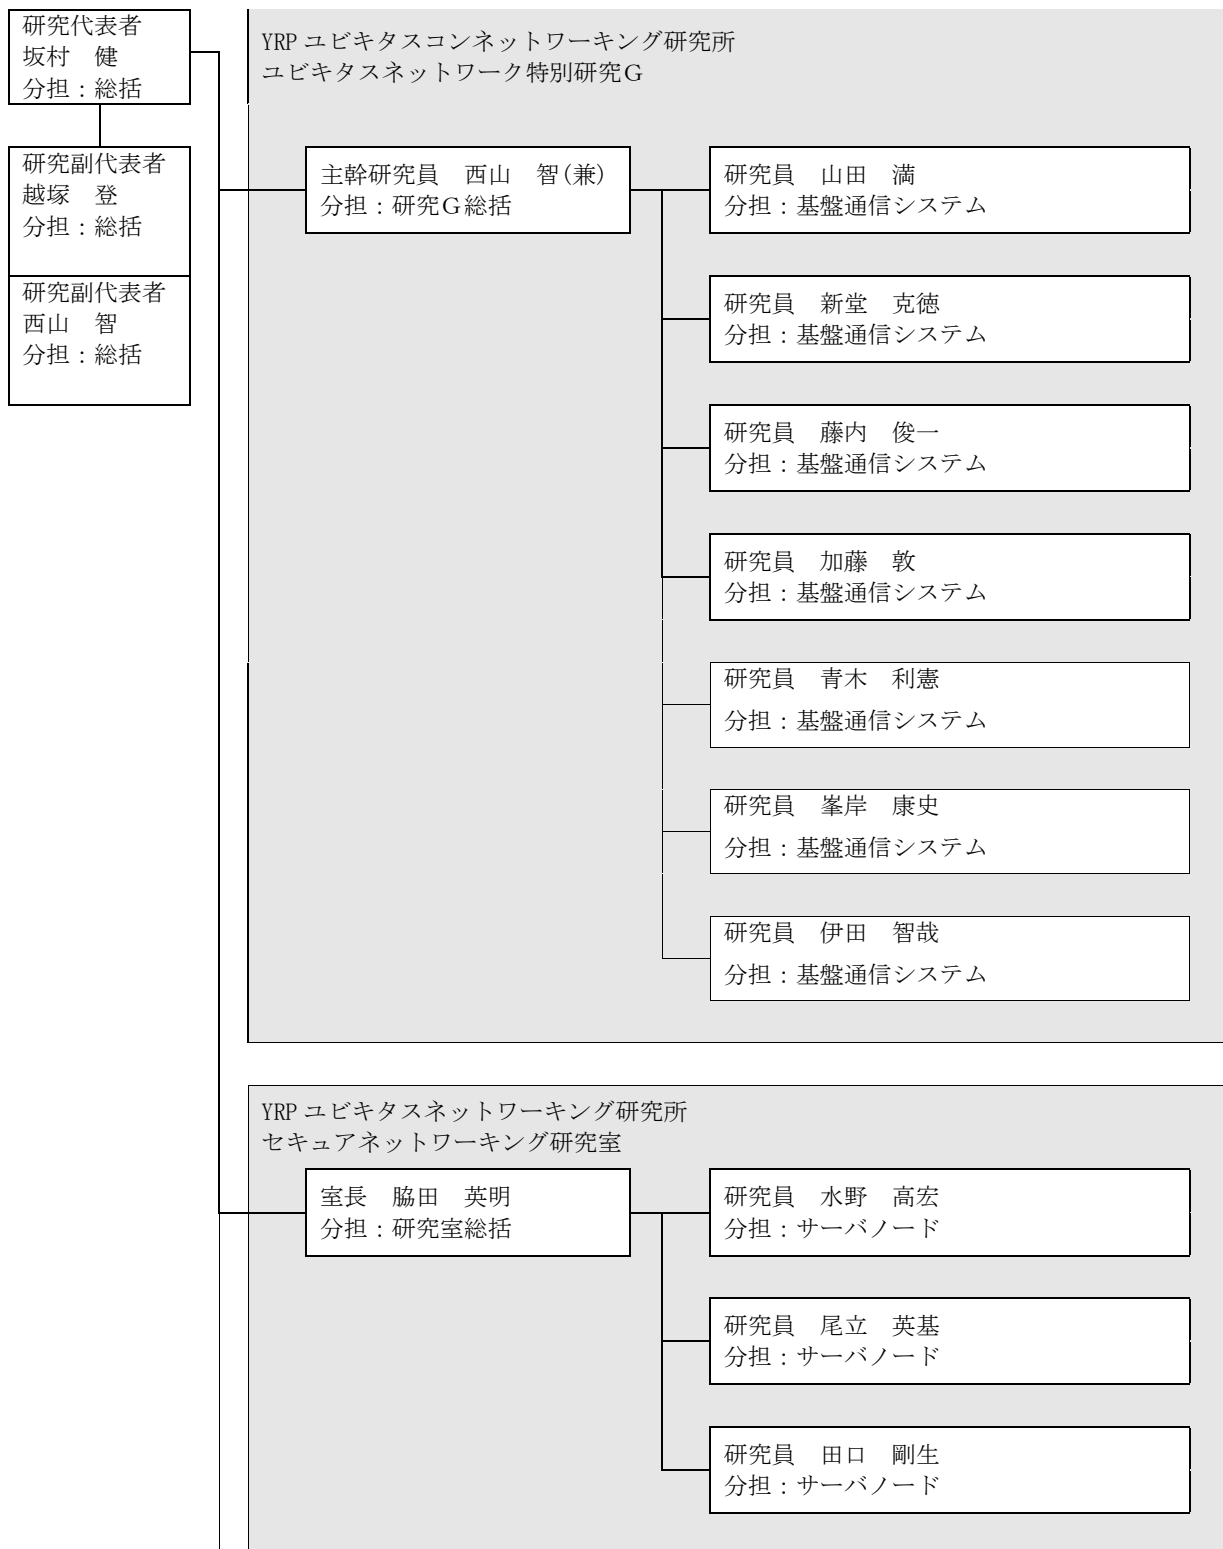 研究代表者
坂村　健
分担：総括
研究副代表者
越塚　登
分担：総括
研究副代表者
西山　智
分担：総括
YRP ユビキタスコンネットワーキング研究所
ユビキタスネットワーク特別研究Ｇ
主幹研究員　西山　智(兼)
分担：研究Ｇ総括
研究員　山田　満
分担：基盤通信システム
研究員　新堂　克徳
分担：基盤通信システム
研究員　藤内　俊一
分担：基盤通信システム
研究員　加藤　敦
分担：基盤通信システム
研究員　青木　利憲
分担：基盤通信システム
研究員　峯岸　康史
分担：基盤通信システム
研究員　伊田　智哉
分担：基盤通信システム
YRP ユビキタスネットワーキング研究所
セキュアネットワーキング研究室
室長　脇田　英明
分担：研究室総括
研究員　水野　高宏
分担：サーバノード
研究員　尾立　英基
分担：サーバノード
研究員　田口　剛生
分担：サーバノード